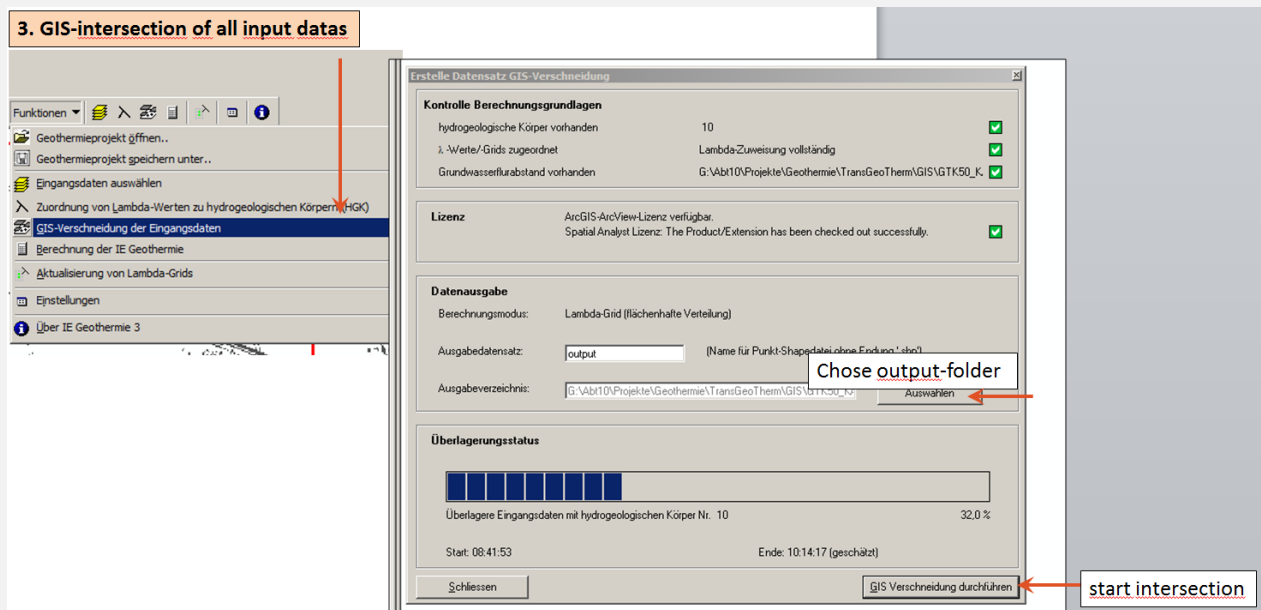 3. GIS-intersection of all input datas
Funktionen
Geothermieprojekt öffnen..
Geothermieprojekt speichern unter..
Eingangsdaten auswählen
Zuordnung von Lambda-Werten zu hydrogeologischen Körpern (HGK)
GIS-Verschneidung der Eingangsdaten
Berechnung der IE Geothermie
Aktualisierung von Lambda-Grids
Einstellungen
Über IE Geothermie 3
Erstelle Datensatz GIS-Verschneidung
Kontrolle Berechnungsgrundlagen
hydrogeologische Körper vorhanden 10
λ -Werte/-Grids zugeordnet Lambda-Zuweisung vollständig
Grundwasserflurabstand vorhanden G:\Abt10\Projekte\Geothermie\TransGeoTherm\GIS\GTK50_K
Lizenz ArcGIS-ArcView-Lizenz verfügbar.
Spatial Analyst Lizenz: The Product/Extension has been checked out successfully.
Datenausgabe
Berechnungsmodus: Lambda-Grid (flächenhafte Verteilung)
Ausgabedatensatz: output (Name für Punkt-Shapedatei ohne Endung '.shp')
Chose output-folder
Ausgabeverzeichnis: G:\Abt10\Projekte\Geothermie\TransGeoTherm\GIS\GTK50_K Auswählen
Überlagerungsstatus
Überlagere Eingangsdaten mit hydrogeologischen Körper Nr. 10 32,0 %
Start: 08:41:53 Ende: 10:14:17 (geschätzt)
Schliessen GIS Verschneidung durchführen
start intersection